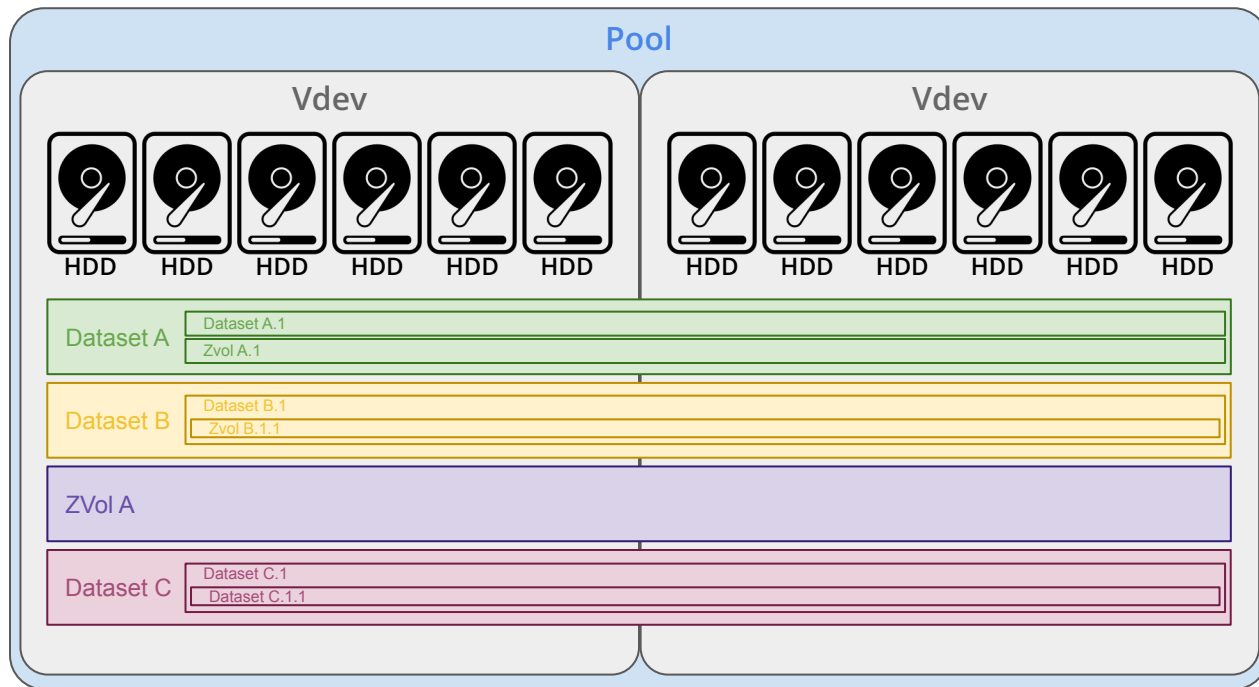 Pool
Vdev Vdev
HDD HDD HDD HDD HDD HDD HDD HDD HDD HDD HDD HDD
Dataset A
Dataset A.1
Zvol A.1
Dataset B
Dataset B.1
Zvol B.1.1
ZVol A
Dataset C
Dataset C.1
Dataset C.1.1